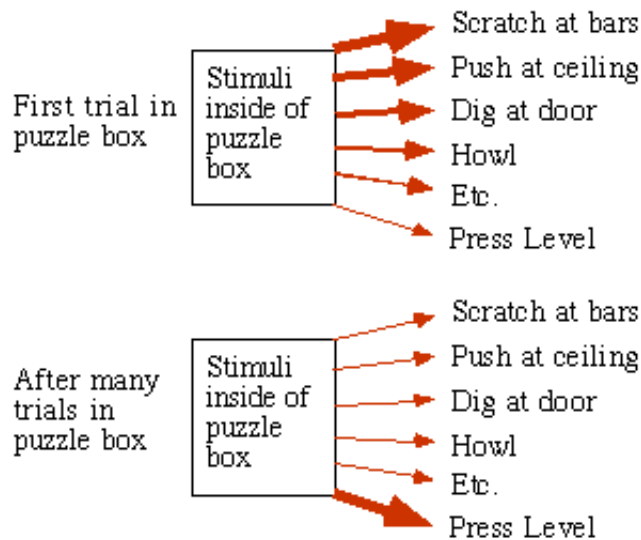 First trial in
puzzle box
Stimuli
inside of
puzzle
box
Scratch at bars
Push at ceiling
Dig at door
Howl
Etc.
Press Level
After many
trials in
puzzle box
Stimuli
inside of
puzzle
box
Scratch at bars
Push at ceiling
Dig at door
Howl
Etc.
Press Level